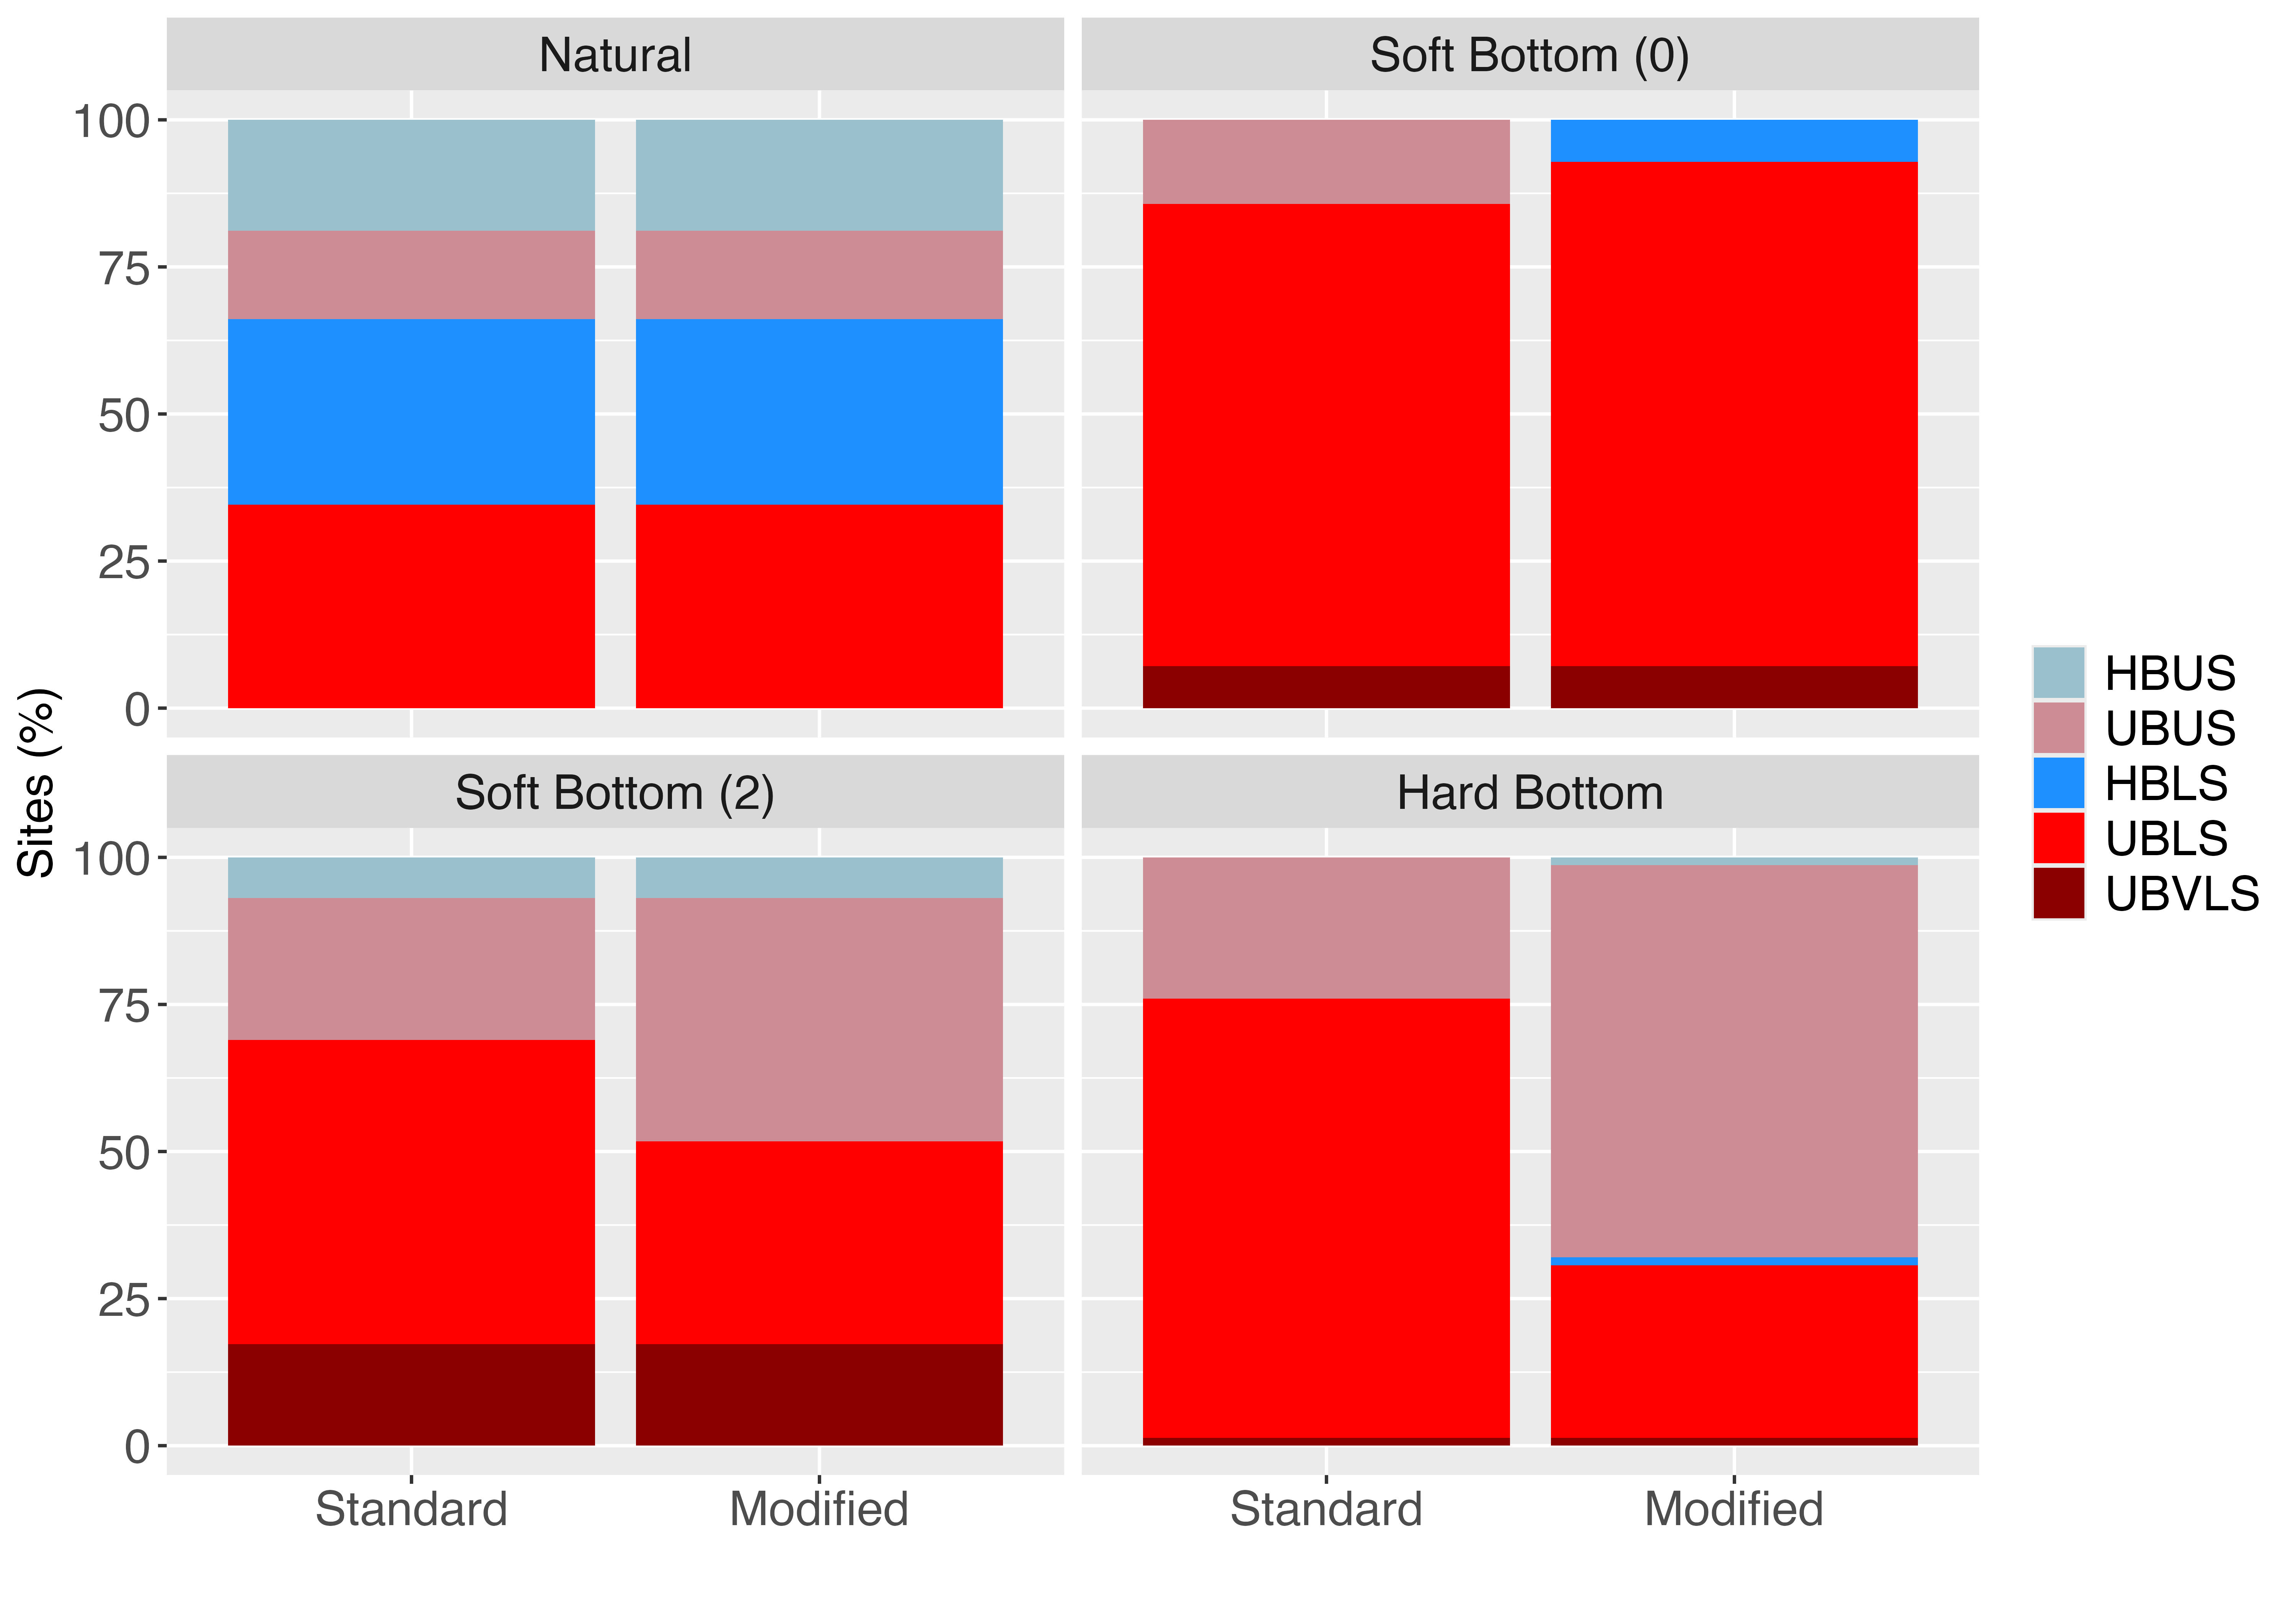 Natural
Soft Bottom (0)
100
75
50
25
0
Sites (%)
Soft Bottom (2)
Hard Bottom
100
75
50
25
0
Standard
Modified
Standard
Modified
HBUS
UBUS
HBLS
UBLS
UBVLS